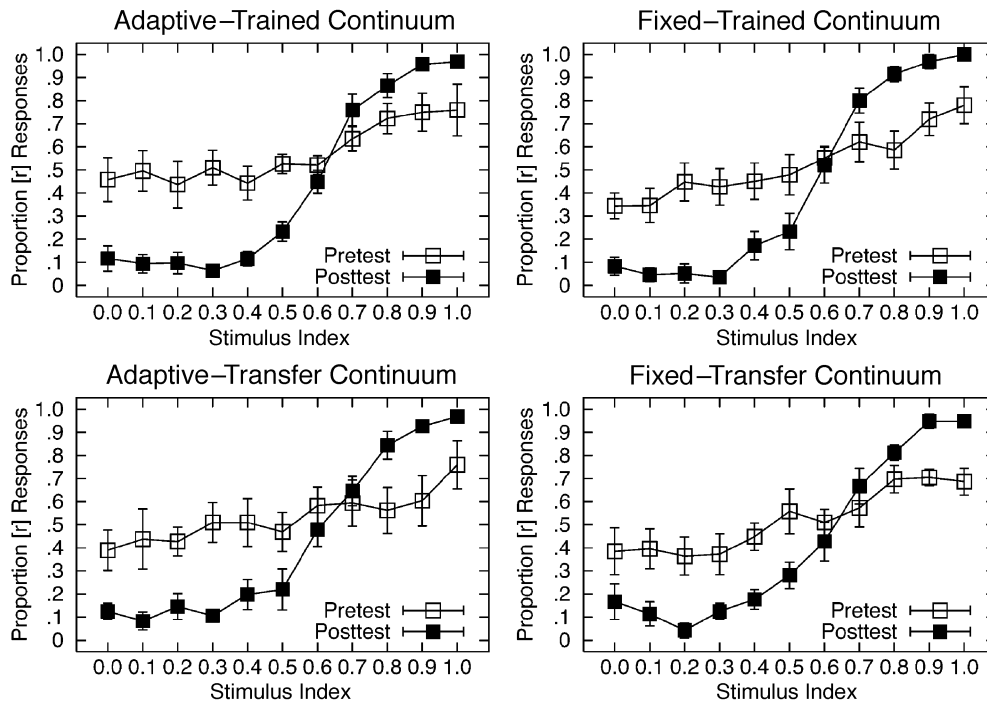 Adaptive–Trained Continuum
Proportion [r] Responses
1.0
.9
.8
.7
.6
.5
.4
.3
.2
.1
0
Pretest
Posttest
0.0 0.1 0.2 0.3 0.4 0.5 0.6 0.7 0.8 0.9 1.0
Stimulus Index
Fixed–Trained Continuum
Proportion [r] Responses
1.0
.9
.8
.7
.6
.5
.4
.3
.2
.1
0
Pretest
Posttest
0.0 0.1 0.2 0.3 0.4 0.5 0.6 0.7 0.8 0.9 1.0
Stimulus Index
Adaptive–Transfer Continuum
Proportion [r] Responses
1.0
.9
.8
.7
.6
.5
.4
.3
.2
.1
0
Pretest
Posttest
0.0 0.1 0.2 0.3 0.4 0.5 0.6 0.7 0.8 0.9 1.0
Stimulus Index
Fixed–Transfer Continuum
Proportion [r] Responses
1.0
.9
.8
.7
.6
.5
.4
.3
.2
.1
0
Pretest
Posttest
0.0 0.1 0.2 0.3 0.4 0.5 0.6 0.7 0.8 0.9 1.0
Stimulus Index